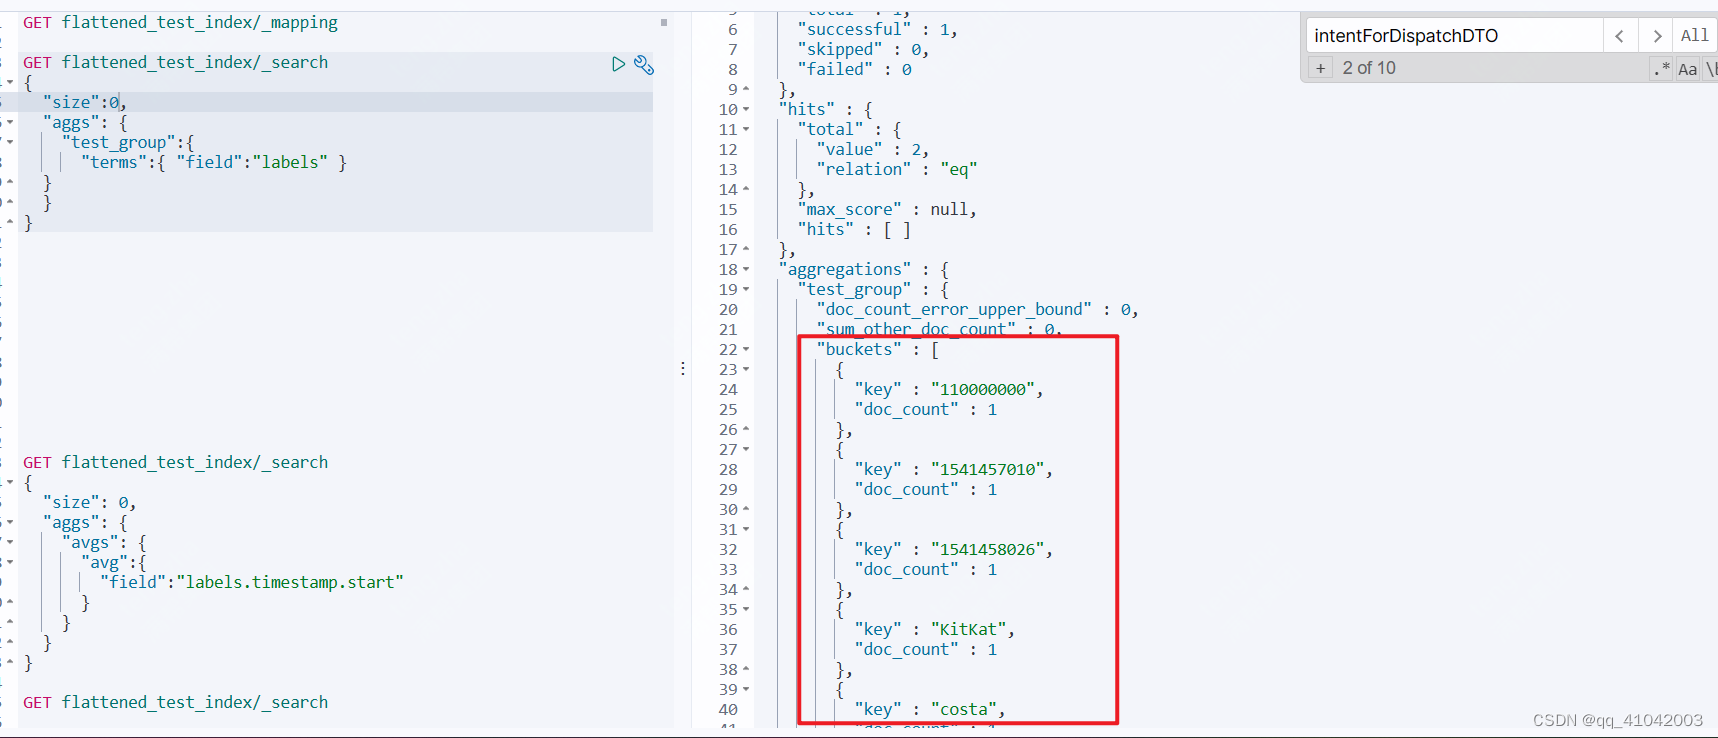 GET flattened_test_index/_mapping
GET flattened_test_index/_search
{
"size":0,
"aggs": {
"test_group":{
"terms":{ "field":"labels" }
}
}
}
GET flattened_test_index/_search
{
"size": 0,
"aggs": {
"avgs": {
"avg":{
"field":"labels.timestamp.start"
}
}
}
}
GET flattened_test_index/_search
"total" : 1,
6 "successful" : 1,
7 "skipped" : 0,
8 "failed" : 0
9 },
10 "hits" : {
11 "total" : {
12 "value" : 2,
13 "relation" : "eq"
14 },
15 "max_score" : null,
16 "hits" : [ ]
17 },
18 "aggregations" : {
19 "test_group" : {
20 "doc_count_error_upper_bound" : 0,
21 "sum_other_doc_count" : 0,
22 "buckets" : [
23 {
24 "key" : "110000000",
25 "doc_count" : 1
26 },
27 {
28 "key" : "1541457010",
29 "doc_count" : 1
30 },
31 {
32 "key" : "1541458026",
33 "doc_count" : 1
34 },
35 {
36 "key" : "KitKat",
37 "doc_count" : 1
38 },
39 {
40 "key" : "costa",
41 "doc_count" : 1
intentForDispatchDTO < > All
+ 2 of 10 .* Aa \b
CSDN @qq_41042003